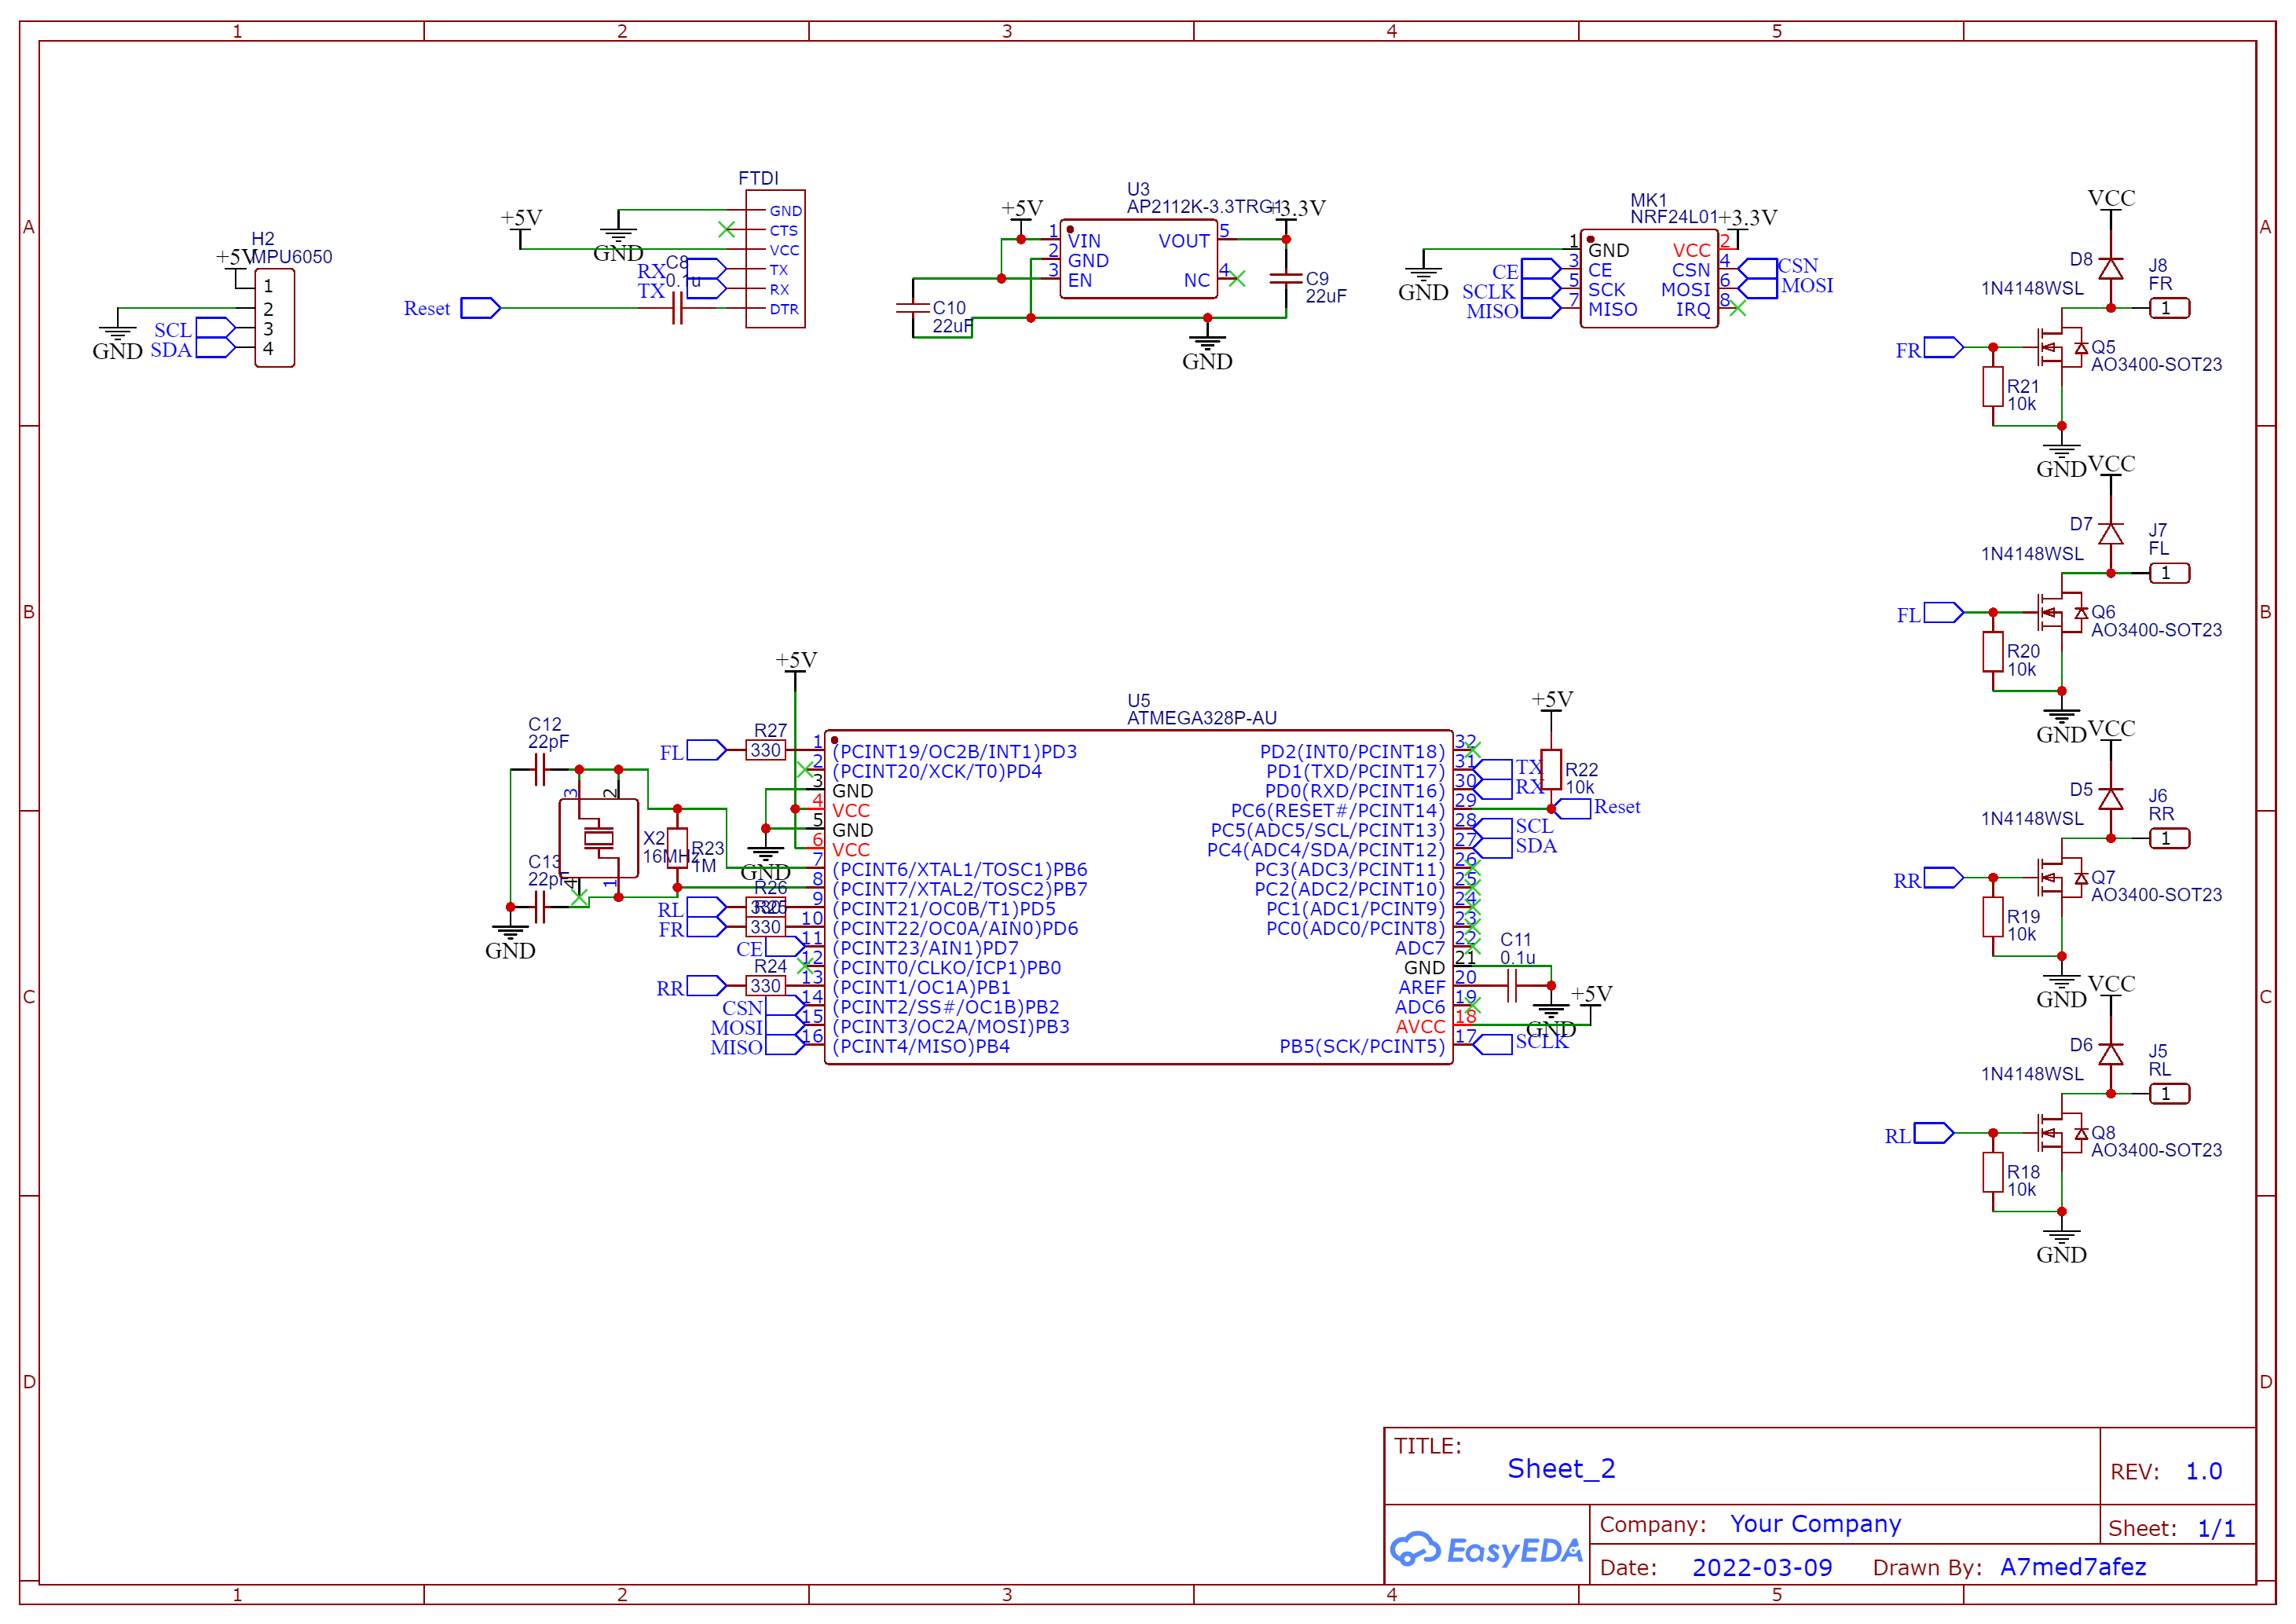 1 2 3 4 5
A
B
C
D
A
B
C
D
1 2 3 4 5
H2
MPU6050
+5V
1
2
3
4
GND
SCL
SDA
FTDI
GND
CTS
VCC
TX
RX
DTR
+5V
GND
RX
TX
C8
0.1u
Reset
U3
AP2112K-3.3TRG1
+5V
+3.3V
1 VIN
2 GND
3 EN
VOUT 5
NC 4
C10
22uF
C9
22uF
GND
MK1
NRF24L01
+3.3V
1 GND
3 CE
5 SCK
7 MISO
VCC 2
CSN 4
MOSI 6
IRQ 8
GND
CE
SCLK
MISO
CSN
MOSI
VCC
D8
1N4148WSL
J8
FR
1
FR
Q5
AO3400-SOT23
R21
10k
GND
VCC
D7
1N4148WSL
J7
FL
1
FL
Q6
AO3400-SOT23
R20
10k
GND
VCC
D5
1N4148WSL
J6
RR
1
RR
Q7
AO3400-SOT23
R19
10k
GND
VCC
D6
1N4148WSL
J5
RL
1
RL
Q8
AO3400-SOT23
R18
10k
GND
+5V
U5
ATMEGA328P-AU
1 (PCINT19/OC2B/INT1)PD3
2 (PCINT20/XCK/T0)PD4
3 GND
4 VCC
5 GND
6 VCC
7 (PCINT6/XTAL1/TOSC1)PB6
8 (PCINT7/XTAL2/TOSC2)PB7
9 (PCINT21/OC0B/T1)PD5
10 (PCINT22/OC0A/AIN0)PD6
11 (PCINT23/AIN1)PD7
12 (PCINT0/CLKO/ICP1)PB0
13 (PCINT1/OC1A)PB1
14 (PCINT2/SS#/OC1B)PB2
15 (PCINT3/OC2A/MOSI)PB3
16 (PCINT4/MISO)PB4
PD2(INT0/PCINT18) 32
PD1(TXD/PCINT17) 31
PD0(RXD/PCINT16) 30
PC6(RESET#/PCINT14) 29
PC5(ADC5/SCL/PCINT13) 28
PC4(ADC4/SDA/PCINT12) 27
PC3(ADC3/PCINT11) 26
PC2(ADC2/PCINT10) 25
PC1(ADC1/PCINT9) 24
PC0(ADC0/PCINT8) 23
ADC7 22
GND 21
AREF 20
ADC6 19
AVCC 18
PB5(SCK/PCINT5) 17
FL
R27
330
C12
22pF
C13
22pF
3
2
4
1
X2
16MHz
R23
1M
GND
GND
R26
330
R25
330
RL
FR
CE
R24
330
RR
CSN
MOSI
MISO
+5V
R22
10k
TX
RX
Reset
SCL
SDA
C11
0.1u
GND
+5V
SCLK
TITLE:
Sheet_2
REV: 1.0
EasyEDA
Company: Your Company
Sheet: 1/1
Date: 2022-03-09
Drawn By: A7med7afez